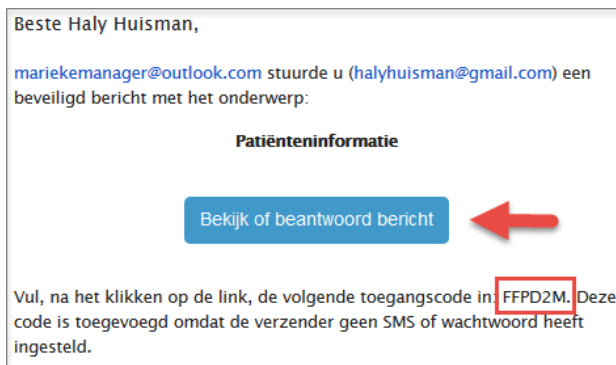 Beste Haly Huisman,
mariekemanager@outlook.com stuurde u (halyhuisman@gmail.com) een
beveiligd bericht met het onderwerp:
Patiënteninformatie
Bekijk of beantwoord bericht
Vul, na het klikken op de link, de volgende toegangscode in: FFPD2M. Deze
code is toegevoegd omdat de verzender geen SMS of wachtwoord heeft
ingesteld.